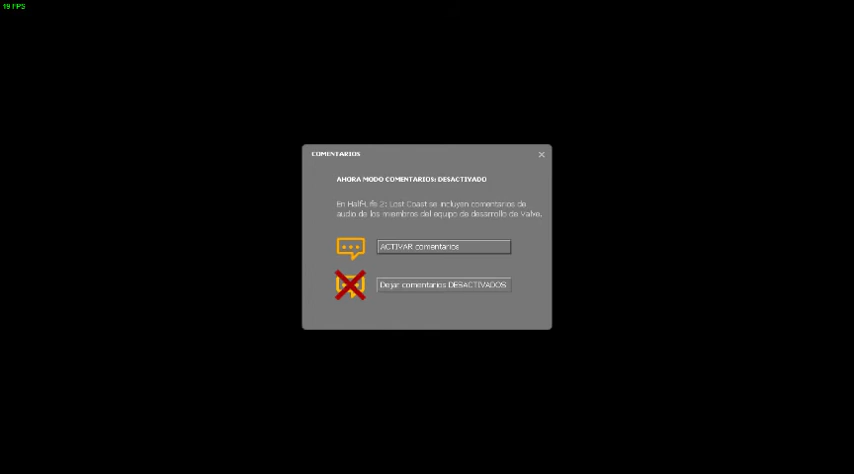 19 FPS
COMENTARIOS
AHORA MODO COMENTARIOS: DESACTIVADO
En Half-Life 2: Lost Coast se incluyen comentarios de
audio de los miembros del equipo de desarrollo de Valve.
ACTIVAR comentarios
Dejar comentarios DESACTIVADOS